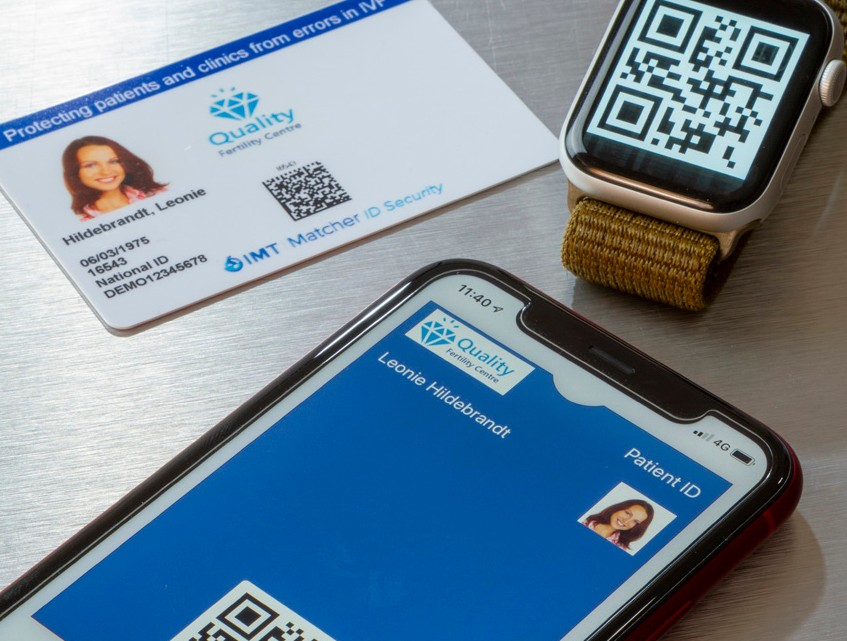 Protecting patients and clinics from errors in IVF
Quality
Fertility Centre
16543
Hildebrandt, Leonie
06/03/1975
16543
National ID
DEMO12345678
IMT Matcher ID Security
11:40
4G
Quality
Fertility Centre
Leonie Hildebrandt
Patient ID